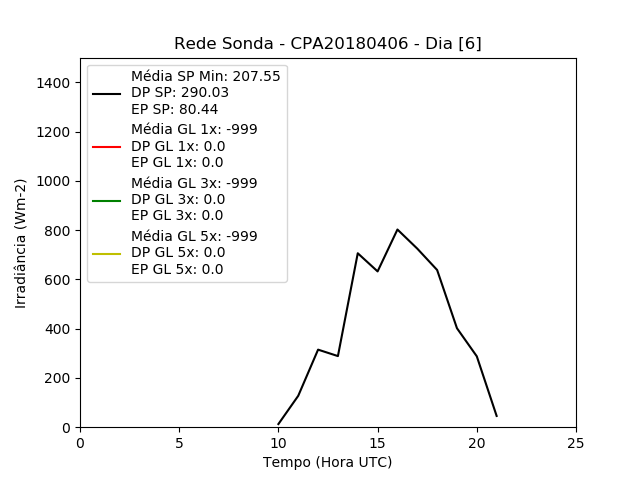 Rede Sonda - CPA20180406 - Dia [6]
Média SP Min: 207.55
DP SP: 290.03
EP SP: 80.44
Média GL 1x: -999
DP GL 1x: 0.0
EP GL 1x: 0.0
Média GL 3x: -999
DP GL 3x: 0.0
EP GL 3x: 0.0
Média GL 5x: -999
DP GL 5x: 0.0
EP GL 5x: 0.0
Irradiância (Wm-2)
1400
1200
1000
800
600
400
200
0
0 5 10 15 20 25
Tempo (Hora UTC)